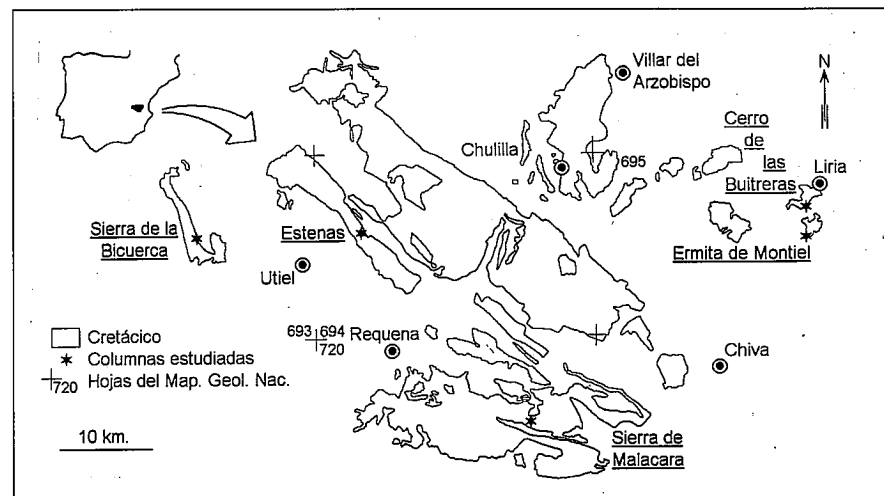 N
Villar del
Arzobispo
Chulilla
695
Cerro
de
las
Buitreras
Liria
Sierra de la
Bicuerca
Estenas
Ermita de Montiel
Utiel
693 694
720
Requena
Chiva
Cretácico
Columnas estudiadas
720 Hojas del Map. Geol. Nac.
10 km.
Sierra de
Malacara